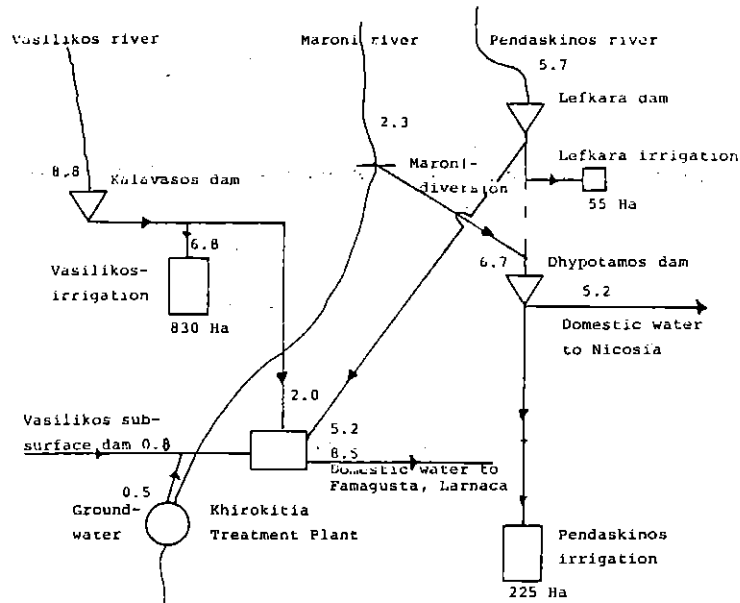 Vasilikos river
Maroni river
Pendaskinos river
5.7
Lefkara dam
2.3
Lefkara irrigation
Maroni-
diversion
8.8
Kalavasos dam
55 Ha
6.8
6.7
Dhypotamos dam
Vasilikos-
irrigation
5.2
Domestic water
to Nicosia
830 Ha
2.0
Vasilikos sub-
surface dam 0.8
5.2
8.5
Domestic water to
Famagusta, Larnaca
0.5
Ground-
water
Khirokitia
Treatment Plant
Pendaskinos
irrigation
225 Ha